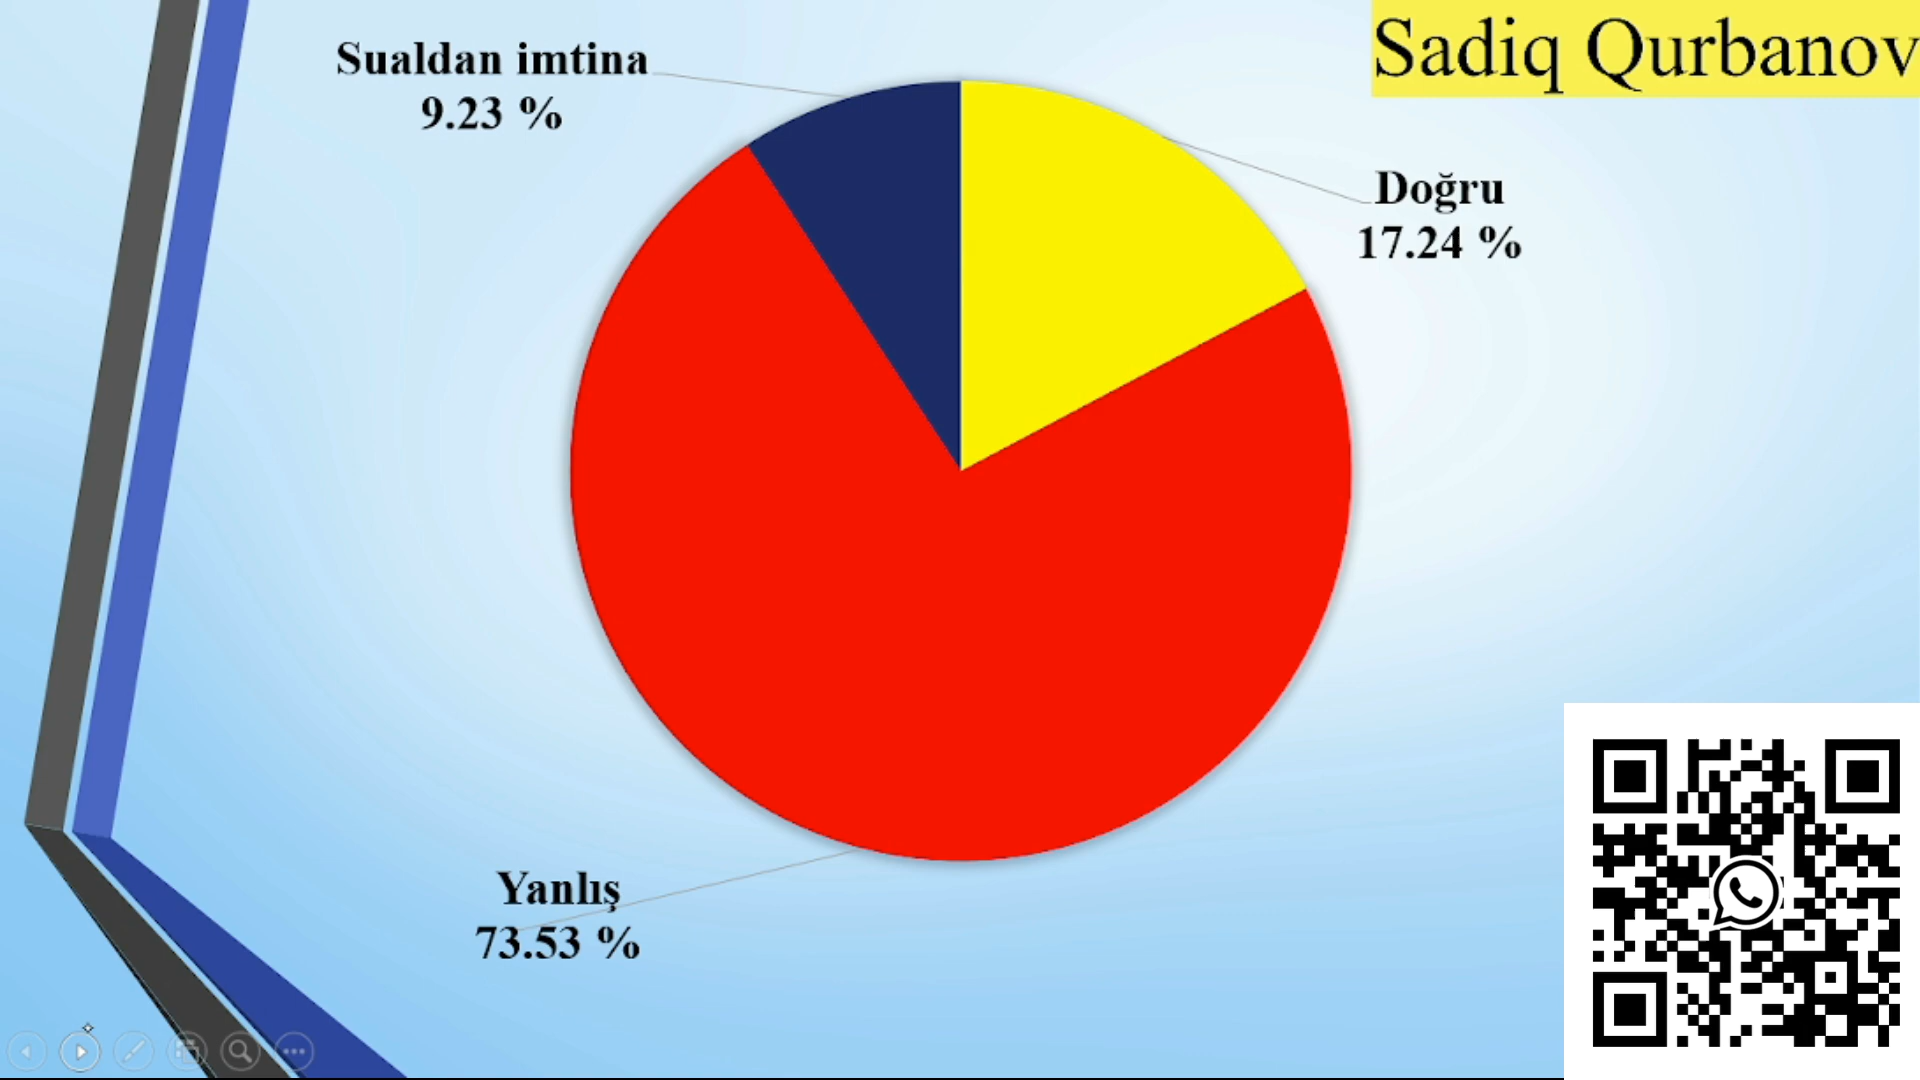 Sadiq Qurbanov
Sualdan imtina
9.23 %
Doğru
17.24 %
Yanlış
73.53 %